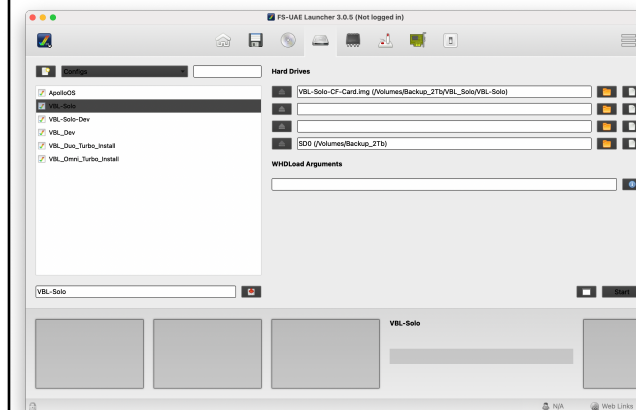 FS-UAE Launcher 3.0.5 (Not logged in)
Configs
ApolloOS
VBL-Solo
VBL-Solo-Dev
VBL_Dev
VBL_Duo_Turbo_Install
VBL_Omni_Turbo_Install
VBL-Solo
Hard Drives
VBL-Solo-CF-Card.img (/Volumes/Backup_2Tb/VBL_Solo/VBL-Solo)
SD0 (/Volumes/Backup_2Tb)
WHDLoad Arguments
Start
VBL-Solo
N/A
Web Links